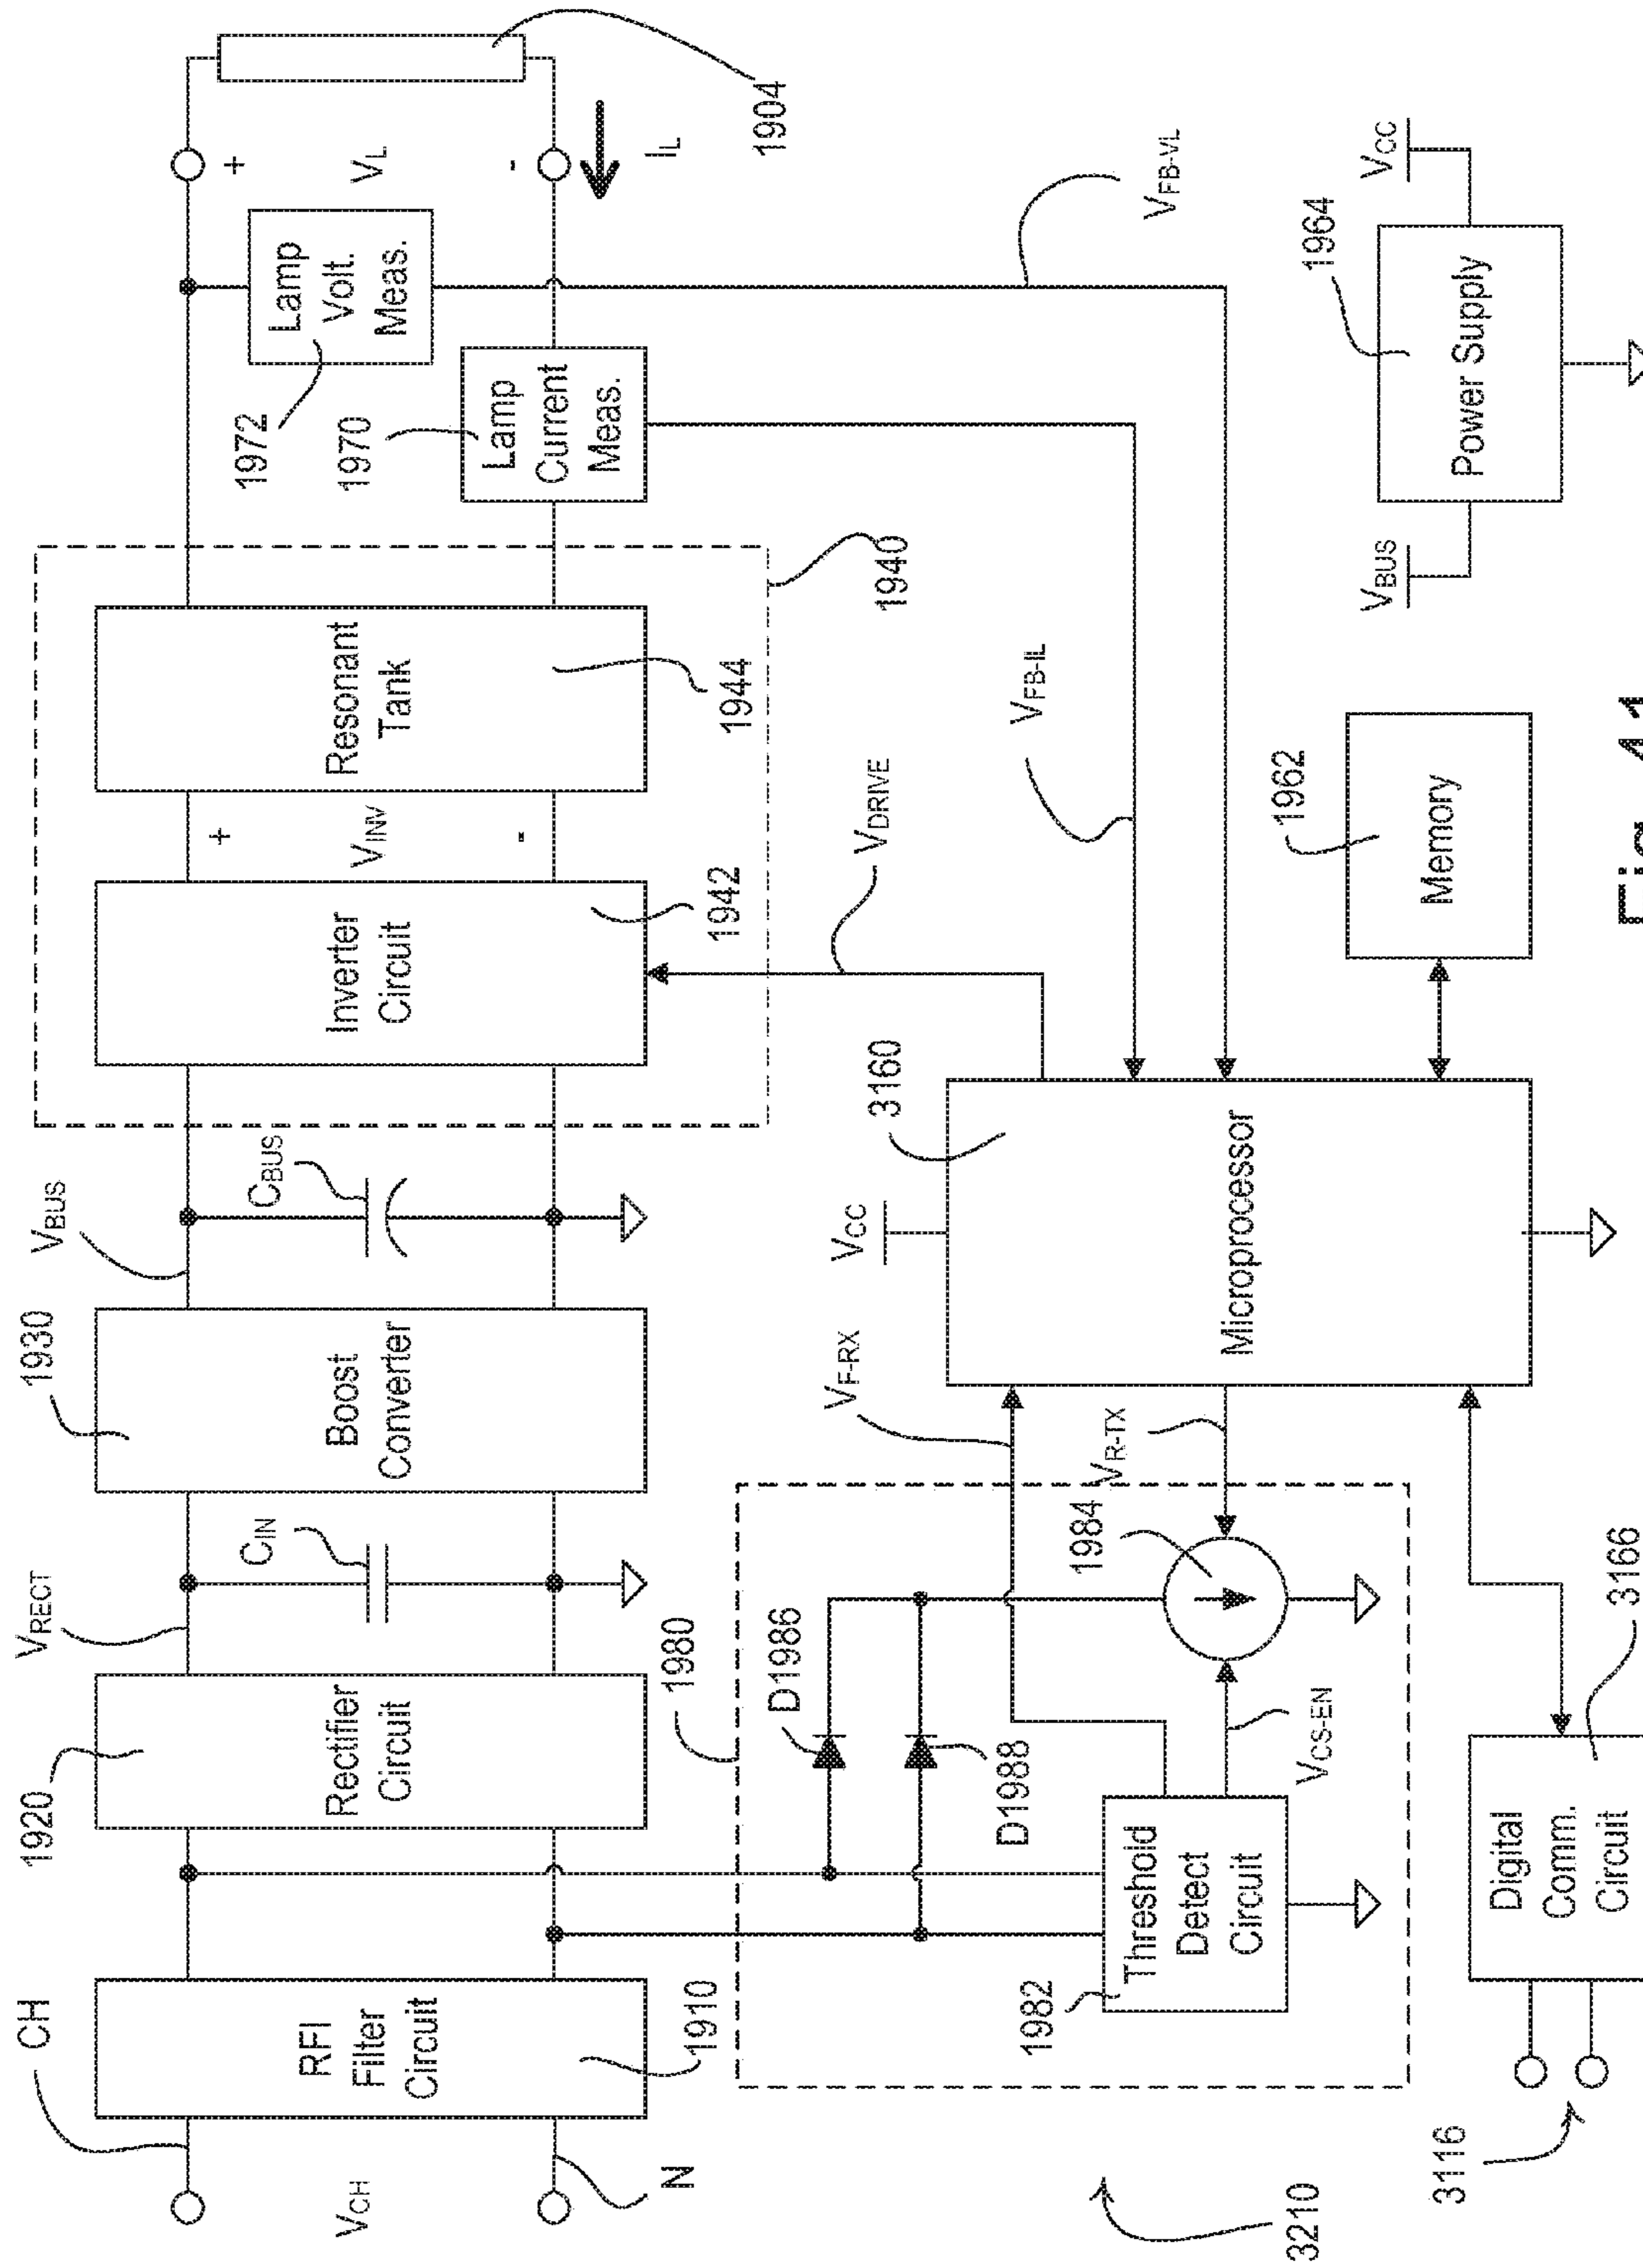 CH
V_CH
N
RFI
Filter
Circuit
1910
1920
Rectifier
Circuit
V_RECT
C_IN
1930
Boost
Converter
V_BUS
C_BUS
Inverter
Circuit
1942
+
V_INV
-
Resonant
Tank
1944
1940
1972
Lamp
Volt.
Meas.
1970
Lamp
Current
Meas.
+
V_L
-
I_L
1904
3210
1980
D1986
D1988
1982
Threshold
Detect
Circuit
V_CS-EN
1984
V_F-RX
V_R-TX
V_CC
3160
Microprocessor
V_DRIVE
V_FB-IL
V_FB-VL
3116
Digital
Comm.
Circuit
3166
1962
Memory
V_BUS
1964
Power Supply
V_CC
Fig. 41